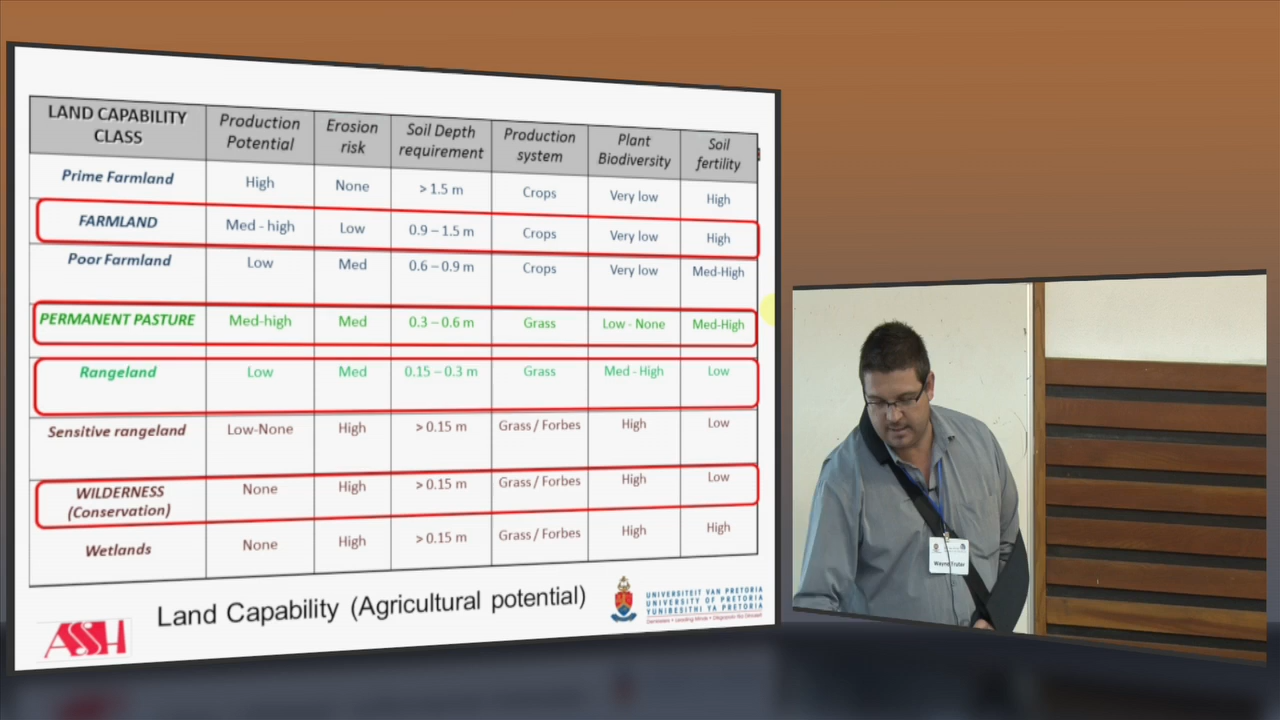 LAND CAPABILITY CLASS | Production Potential | Erosion risk | Soil Depth requirement | Production system | Plant Biodiversity | Soil fertility
Prime Farmland | High | None | > 1.5 m | Crops | Very low | High
FARMLAND | Med - high | Low | 0.9 – 1.5 m | Crops | Very low | High
Poor Farmland | Low | Med | 0.6 – 0.9 m | Crops | Very low | Med-High
PERMANENT PASTURE | Med-high | Med | 0.3 – 0.6 m | Grass | Low - None | Med-High
Rangeland | Low | Med | 0.15 – 0.3 m | Grass | Med - High | Low
Sensitive rangeland | Low-None | High | > 0.15 m | Grass / Forbes | High | Low
WILDERNESS (Conservation) | None | High | > 0.15 m | Grass / Forbes | High | Low
Wetlands | None | High | > 0.15 m | Grass / Forbes | High | High
Land Capability (Agricultural potential)
ASSH
UNIVERSITEIT VAN PRETORIA
UNIVERSITY OF PRETORIA
YUNIBESITHI YA PRETORIA
Wayne Truter